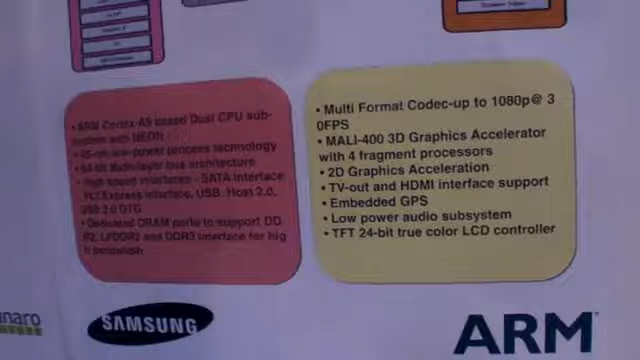 • ARM Cortex-A9 based Dual CPU sub-
system with NEON
• 45-nm low-power process technology
• 64-bit Multi-layer bus architecture
• High speed interfaces - SATA interface
PCI Express interface, USB Host 2.0,
USB 2.0 OTG
• Dedicated DRAM ports to support DD
R2, LPDDR2 and DDR3 interface for hig
h bandwidth
• Multi Format Codec-up to 1080p@ 3
0FPS
• MALI-400 3D Graphics Accelerator
with 4 fragment processors
• 2D Graphics Acceleration
• TV-out and HDMI interface support
• Embedded GPS
• Low power audio subsystem
• TFT 24-bit true color LCD controller
naro
SAMSUNG
ARM